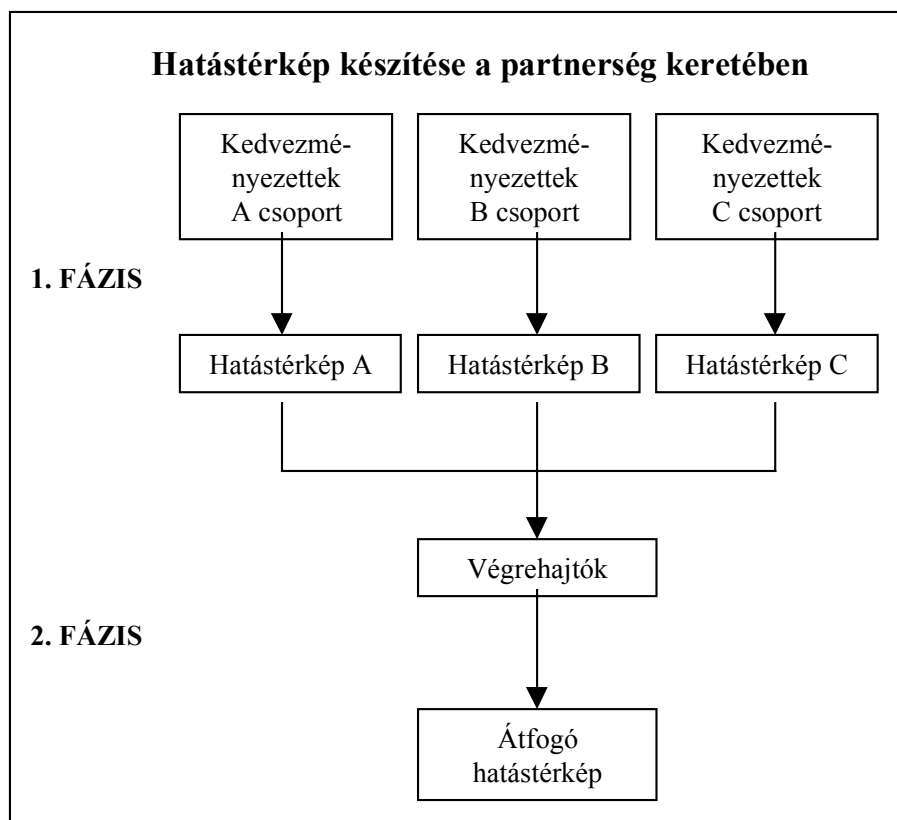 Hatástérkép készítése a partnerség keretében
Kedvezmé-
nyezettek
A csoport
Kedvezmé-
nyezettek
B csoport
Kedvezmé-
nyezettek
C csoport
1. FÁZIS
Hatástérkép A
Hatástérkép B
Hatástérkép C
Végrehajtók
2. FÁZIS
Átfogó
hatástérkép